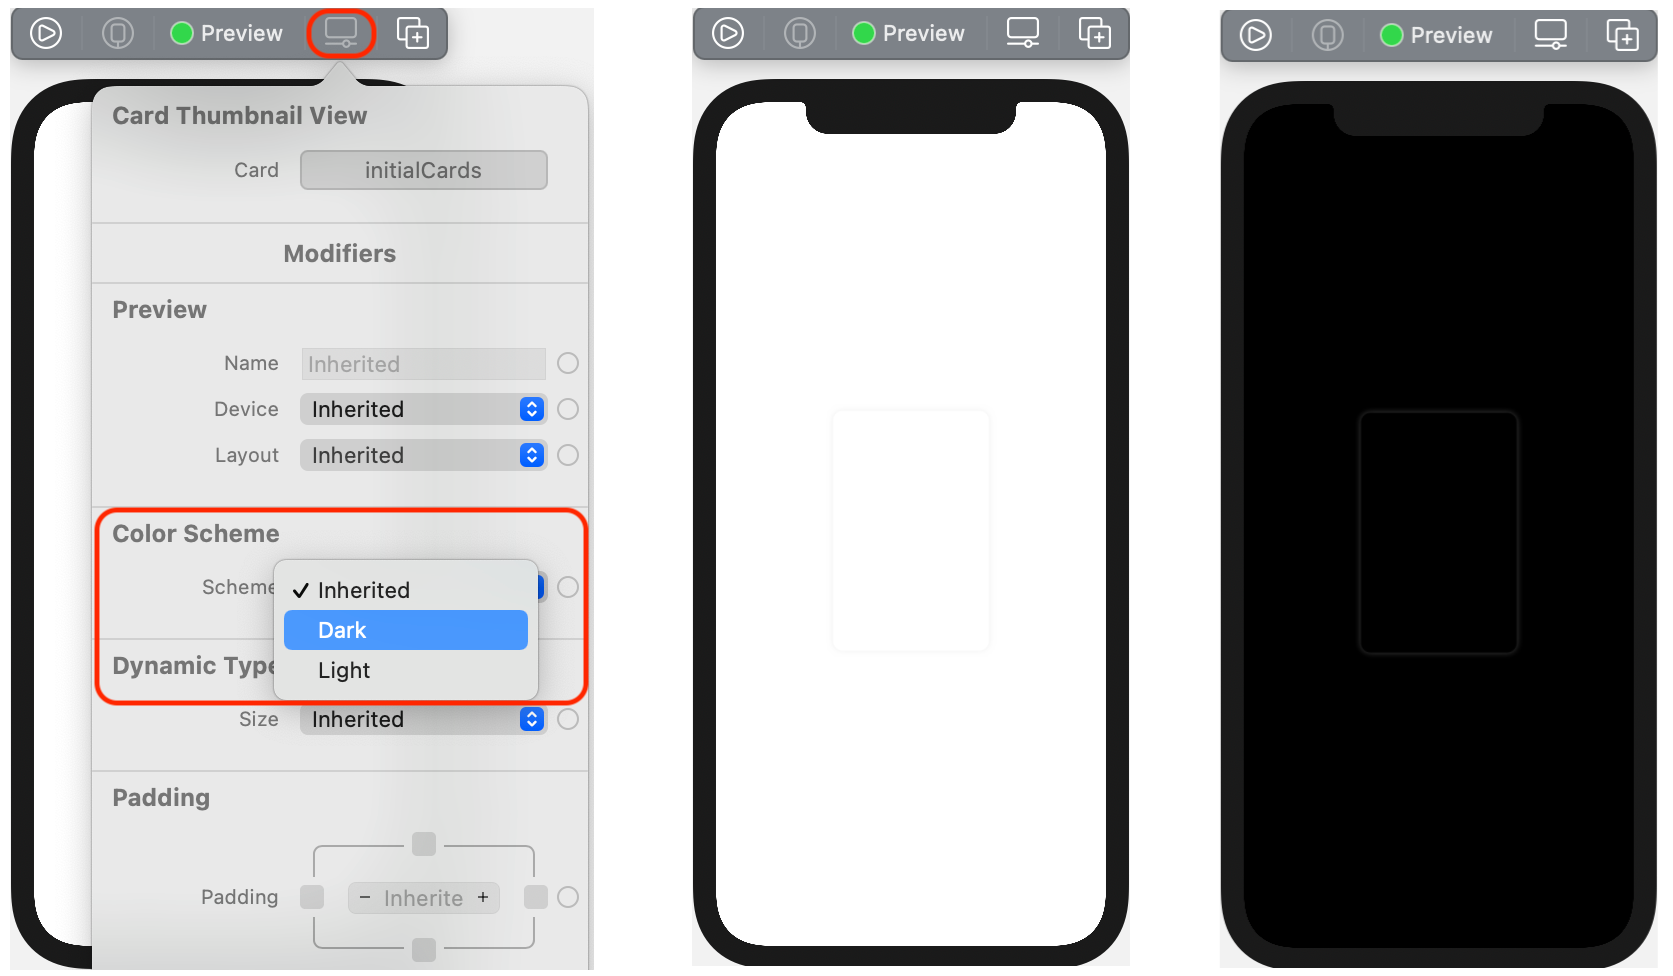 Preview
Card Thumbnail View
Card initialCards
Modifiers
Preview
Name Inherited
Device Inherited
Layout Inherited
Color Scheme
Scheme
✓ Inherited
Dark
Light
Dynamic Type
Size Inherited
Padding
Padding - Inherite +
Preview
Preview